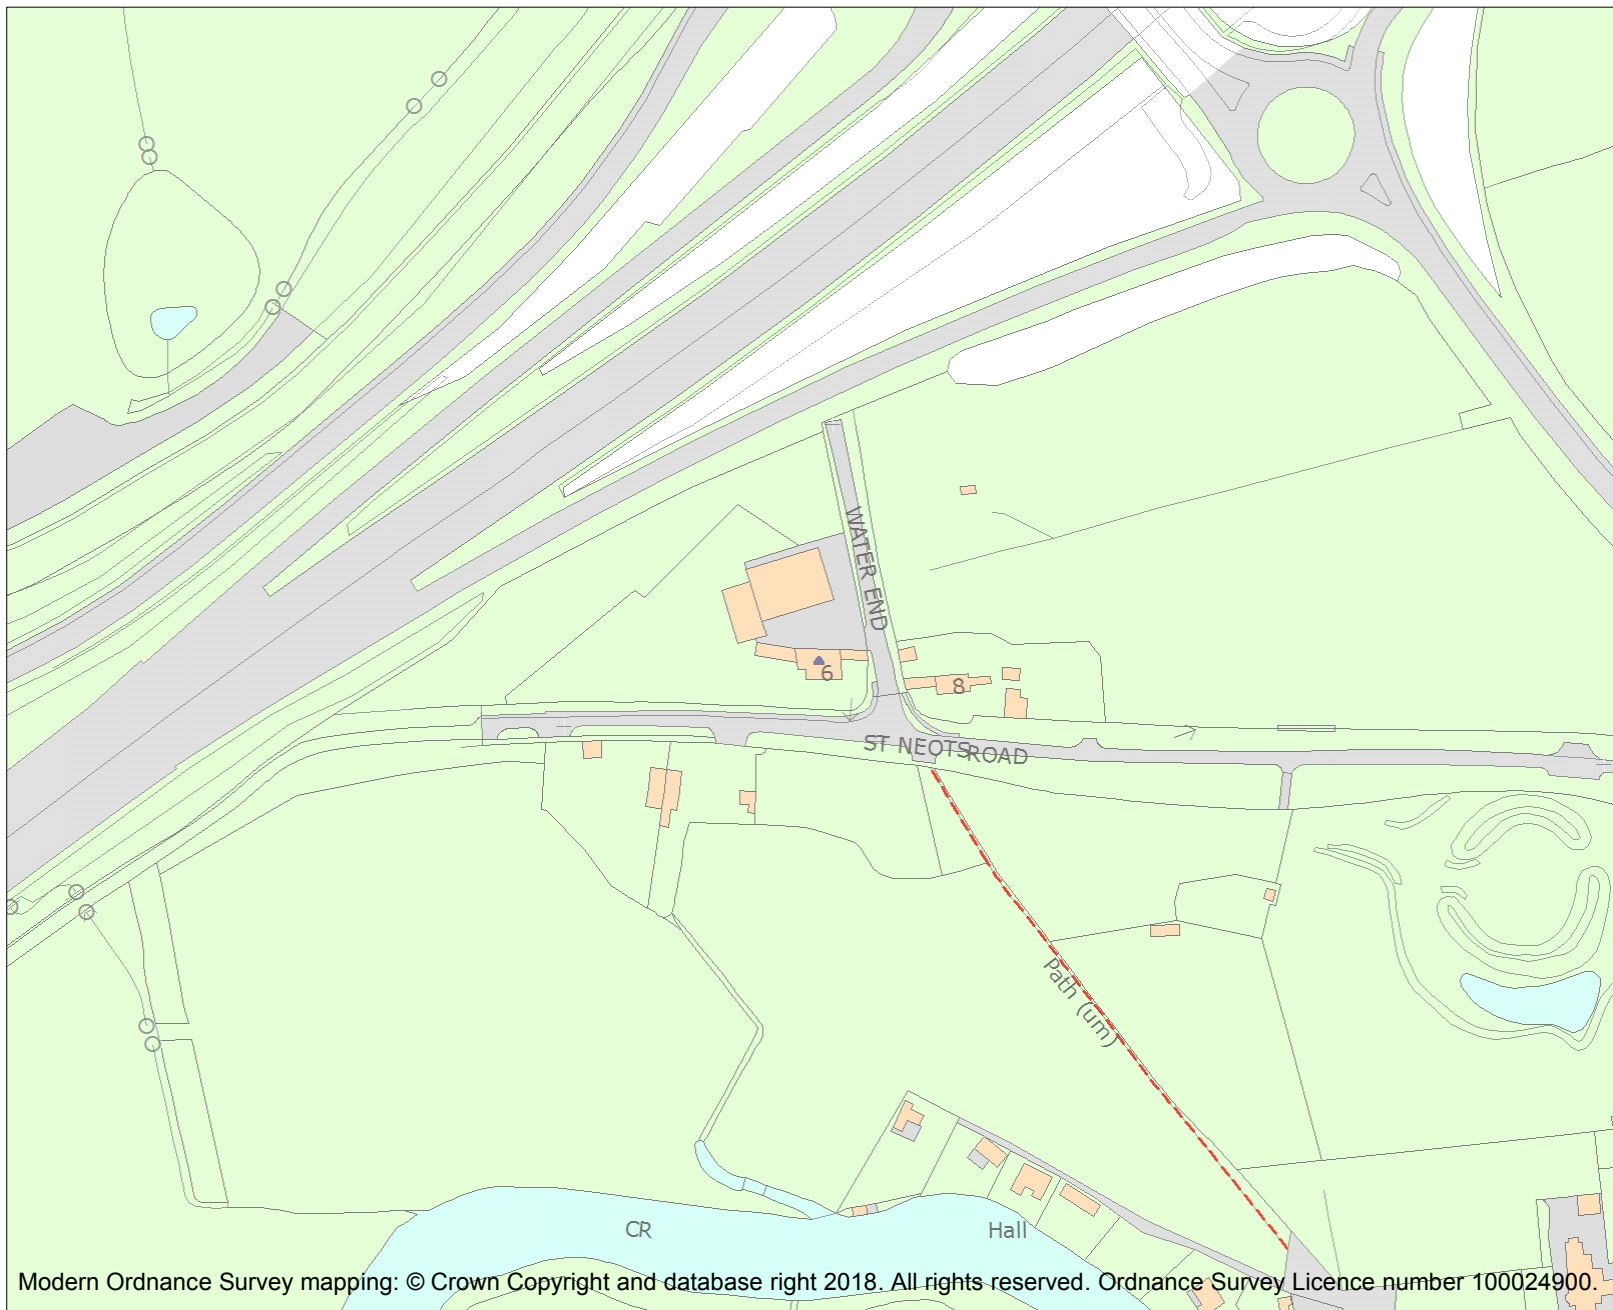 WATER END
6
8
ST NEOTS ROAD
Path (um)
CR
Hall
Modern Ordnance Survey mapping: © Crown Copyright and database right 2018. All rights reserved. Ordnance Survey Licence number 100024900.